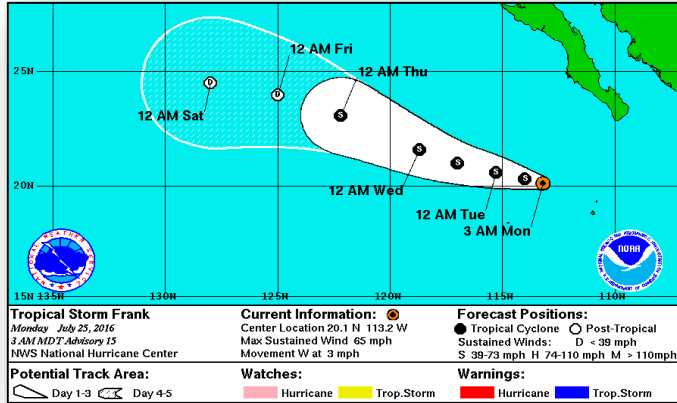 12 AM Fri
25N
12 AM Thu
D
D
12 AM Sat
S
S
S
S
S
20N
12 AM Wed
12 AM Tue
3 AM Mon
NATIONAL WEATHER SERVICE
NOAA
15N 135W
130W
125W
120W
115W
110W
Tropical Storm Frank
Monday July 25, 2016
3 AM MDT Advisory 15
NWS National Hurricane Center
Current Information:
Center Location 20.1 N 113.2 W
Max Sustained Wind 65 mph
Movement W at 3 mph
Forecast Positions:
Tropical Cyclone Post-Tropical
Sustained Winds: D < 39 mph
S 39-73 mph H 74-110 mph M > 110mph
Potential Track Area:
Day 1-3 Day 4-5
Watches:
Hurricane Trop.Storm
Warnings:
Hurricane Trop.Storm